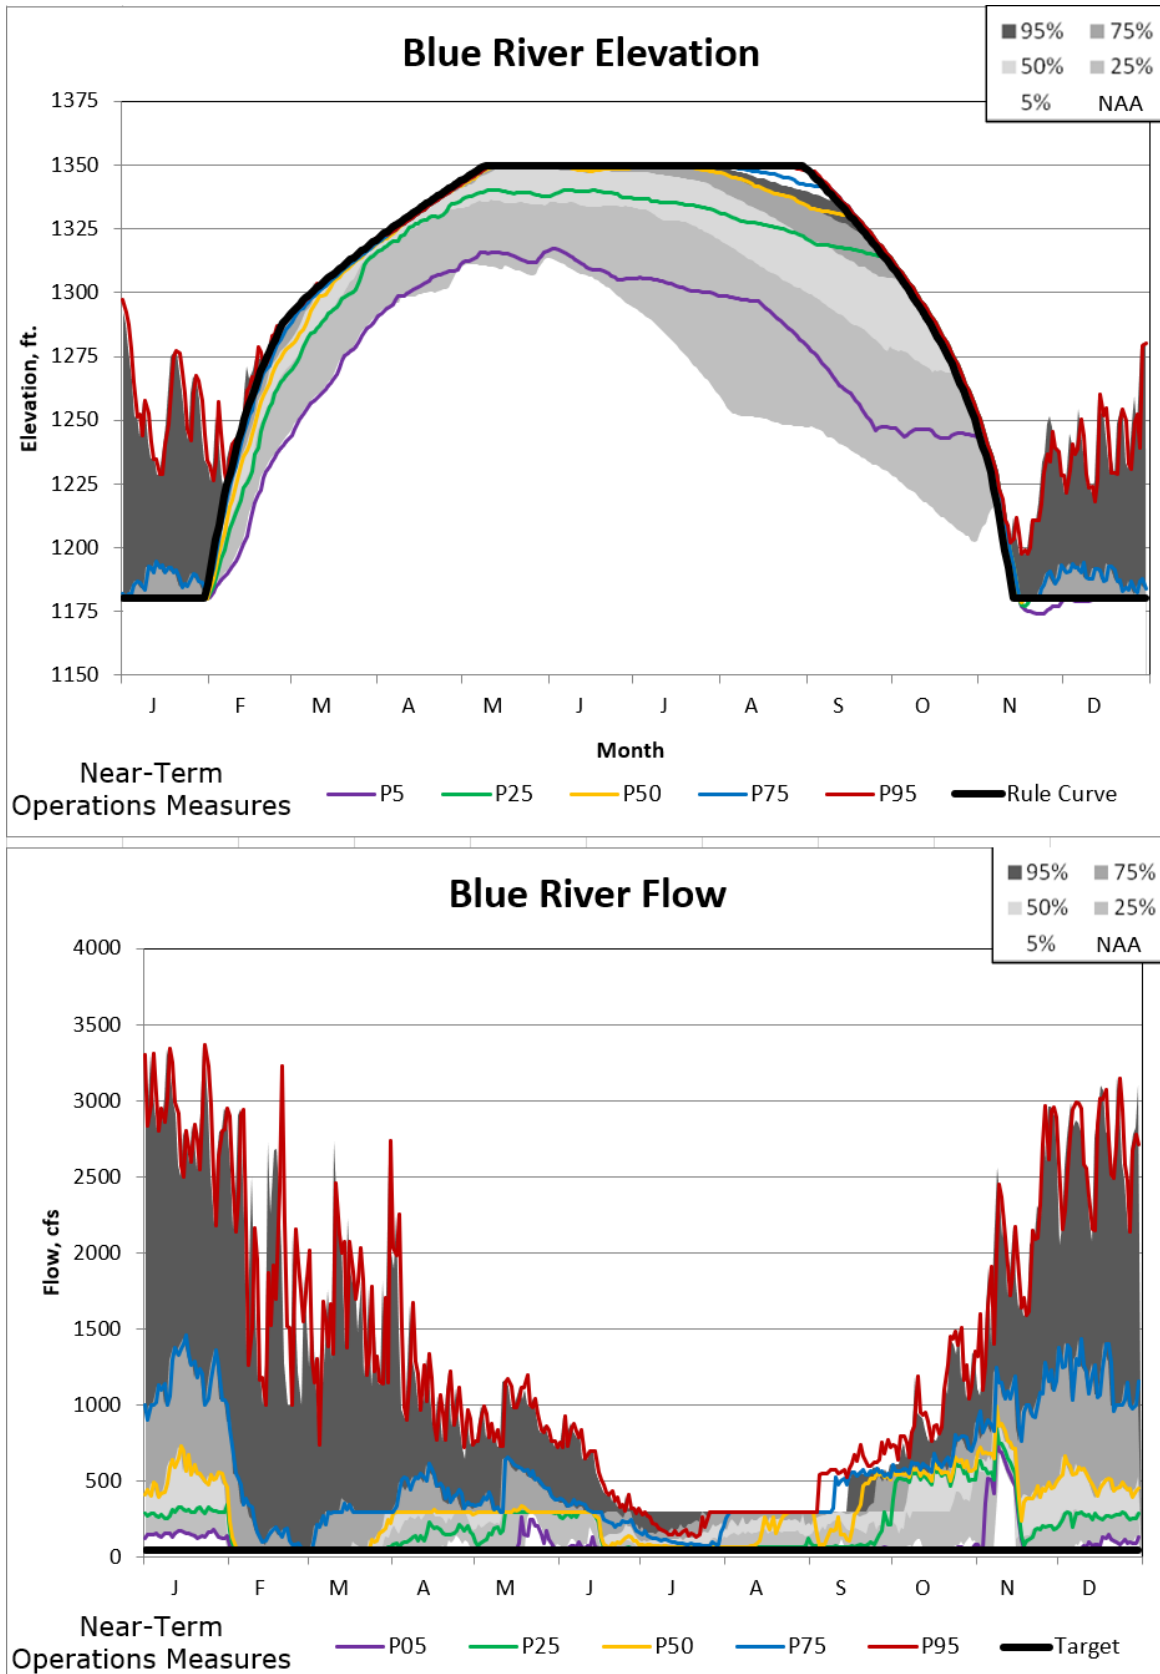 Blue River Elevation
95% 75%
50% 25%
5% NAA
1375
1350
1325
1300
1275
1250
1225
1200
1175
1150
Elevation, ft.
J F M A M J J A S O N D
Month
Near-Term
Operations Measures
P5 P25 P50 P75 P95 Rule Curve
Blue River Flow
95% 75%
50% 25%
5% NAA
4000
3500
3000
2500
2000
1500
1000
500
0
Flow, cfs
J F M A M J J A S O N D
Near-Term
Operations Measures
P05 P25 P50 P75 P95 Target